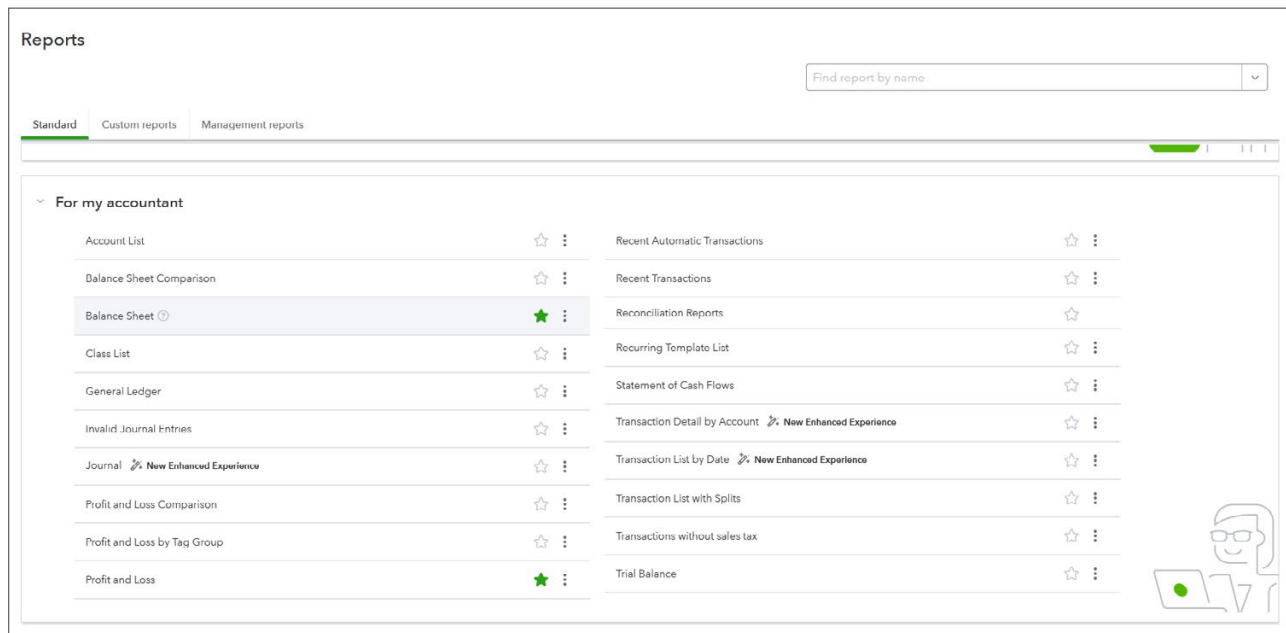 Reports
Find report by name
Standard Custom reports Management reports
For my accountant
Account List
Balance Sheet Comparison
Balance Sheet
Class List
General Ledger
Invalid Journal Entries
Journal New Enhanced Experience
Profit and Loss Comparison
Profit and Loss by Tag Group
Profit and Loss
Recent Automatic Transactions
Recent Transactions
Reconciliation Reports
Recurring Template List
Statement of Cash Flows
Transaction Detail by Account New Enhanced Experience
Transaction List by Date New Enhanced Experience
Transaction List with Splits
Transactions without sales tax
Trial Balance